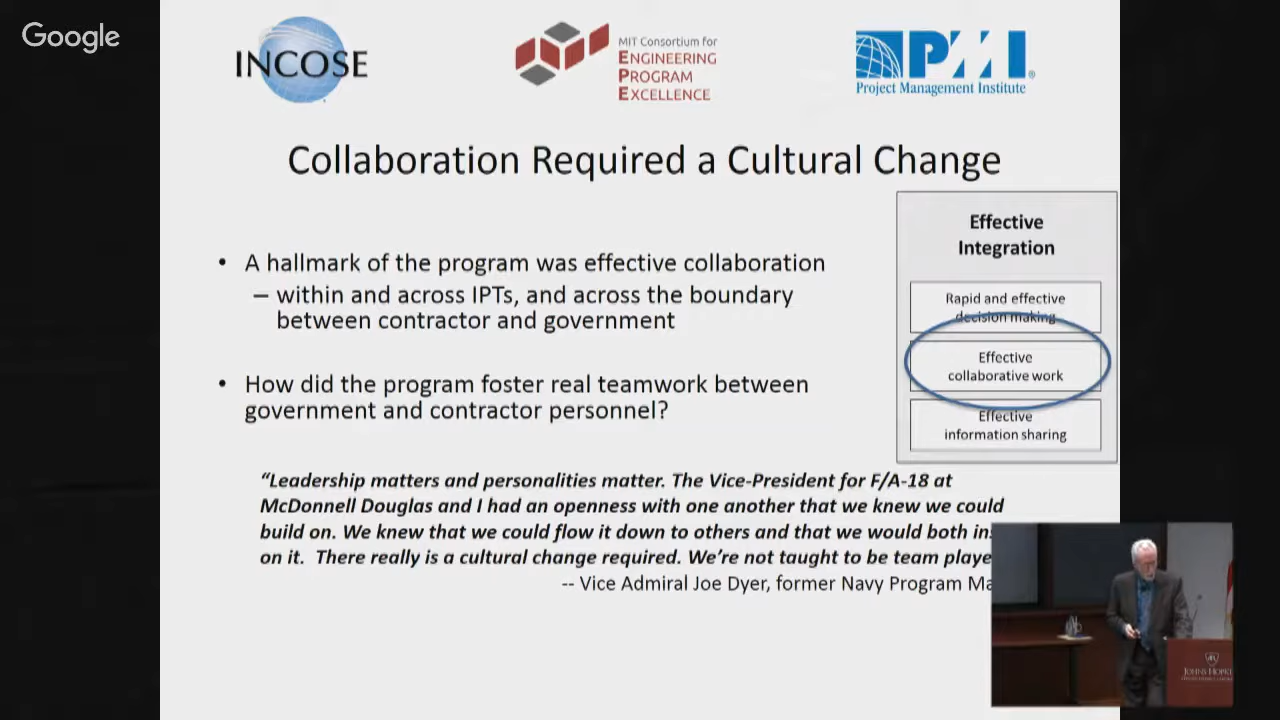 Google
INCOSE
MIT Consortium for
ENGINEERING
PROGRAM
EXCELLENCE
PMI
Project Management Institute
Collaboration Required a Cultural Change
• A hallmark of the program was effective collaboration
– within and across IPTs, and across the boundary
between contractor and government
• How did the program foster real teamwork between
government and contractor personnel?
Effective
Integration
Rapid and effective
decision making
Effective
collaborative work
Effective
information sharing
“Leadership matters and personalities matter. The Vice-President for F/A-18 at
McDonnell Douglas and I had an openness with one another that we knew we could
build on. We knew that we could flow it down to others and that we would both in
on it. There really is a cultural change required. We’re not taught to be team playe
-- Vice Admiral Joe Dyer, former Navy Program Ma
JOHNS HOPKI